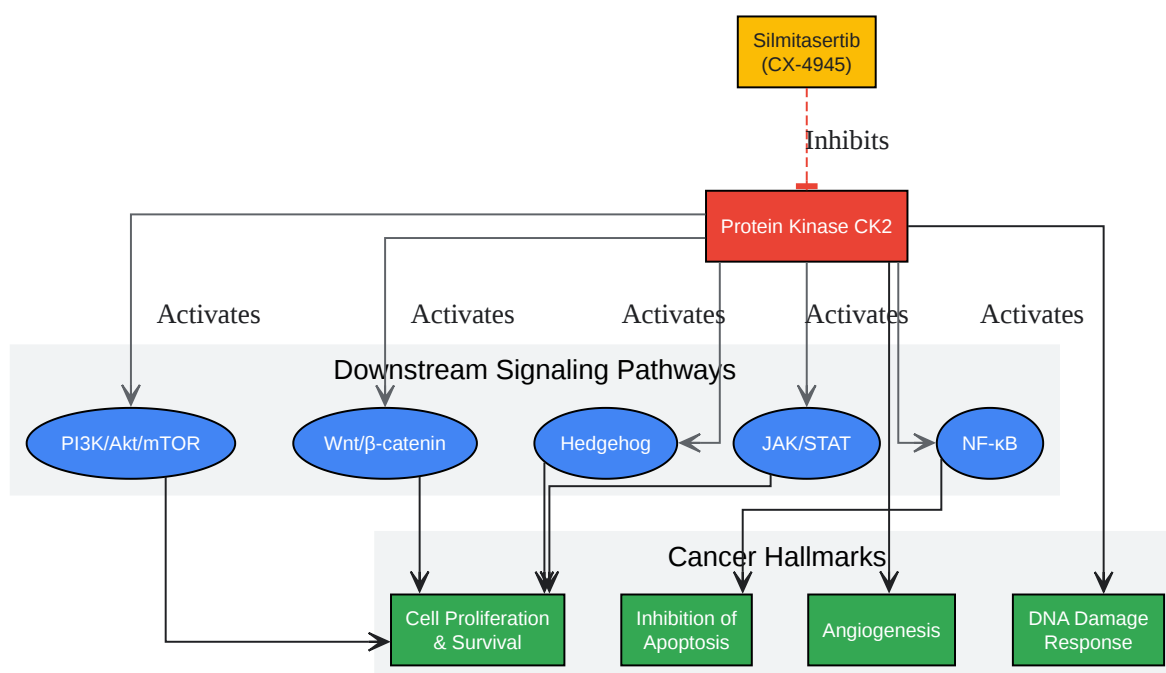 Silmitasertib
(CX-4945)
Inhibits
Protein Kinase CK2
Activates
Activates
Activates
Activates
Activates
Downstream Signaling Pathways
PI3K/Akt/mTOR
Wnt/β-catenin
Hedgehog
JAK/STAT
NF-κB
Cancer Hallmarks
Cell Proliferation
& Survival
Inhibition of
Apoptosis
Angiogenesis
DNA Damage
Response